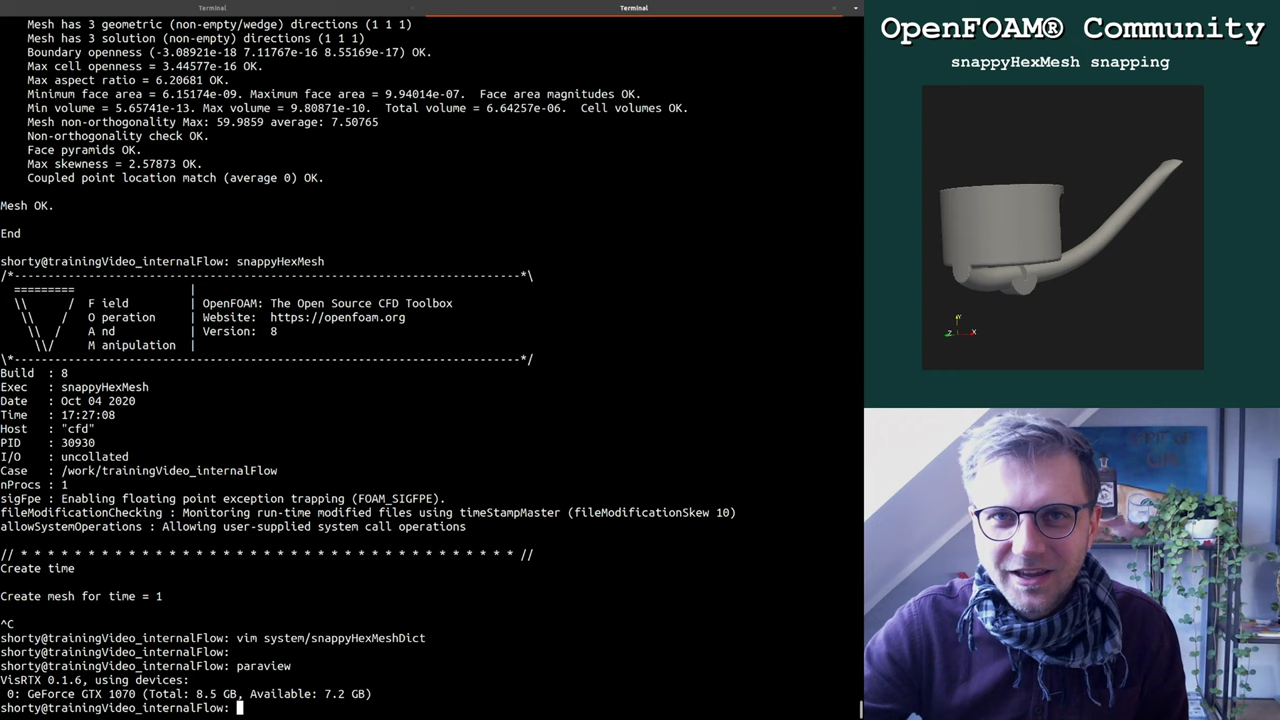 Terminal
Terminal
Mesh has 3 geometric (non-empty/wedge) directions (1 1 1)
Mesh has 3 solution (non-empty) directions (1 1 1)
Boundary openness (-3.08921e-18 7.11767e-16 8.55169e-17) OK.
Max cell openness = 3.44577e-16 OK.
Max aspect ratio = 6.20681 OK.
Minimum face area = 6.15174e-09. Maximum face area = 9.94014e-07.  Face area magnitudes OK.
Min volume = 5.65741e-13. Max volume = 9.80871e-10.  Total volume = 6.64257e-06.  Cell volumes OK.
Mesh non-orthogonality Max: 59.9859 average: 7.50765
Non-orthogonality check OK.
Face pyramids OK.
Max skewness = 2.57873 OK.
Coupled point location match (average 0) OK.
Mesh OK.
End
shorty@trainingVideo_internalFlow: snappyHexMesh
/*---------------------------------------------------------------------------*\
  =========                 |
  \\      /  F ield         | OpenFOAM: The Open Source CFD Toolbox
   \\    /   O peration     | Website:  https://openfoam.org
    \\  /    A nd           | Version:  8
     \\/     M anipulation  |
\*---------------------------------------------------------------------------*/
Build  : 8
Exec   : snappyHexMesh
Date   : Oct 04 2020
Time   : 17:27:08
Host   : "cfd"
PID    : 30930
I/O    : uncollated
Case   : /work/trainingVideo_internalFlow
nProcs : 1
sigFpe : Enabling floating point exception trapping (FOAM_SIGFPE).
fileModificationChecking : Monitoring run-time modified files using timeStampMaster (fileModificationSkew 10)
allowSystemOperations : Allowing user-supplied system call operations
// * * * * * * * * * * * * * * * * * * * * * * * * * * * * * * * * * * * * * //
Create time
Create mesh for time = 1
^C
shorty@trainingVideo_internalFlow: vim system/snappyHexMeshDict
shorty@trainingVideo_internalFlow:
shorty@trainingVideo_internalFlow: paraview
VisRTX 0.1.6, using devices:
 0: GeForce GTX 1070 (Total: 8.5 GB, Available: 7.2 GB)
shorty@trainingVideo_internalFlow:
OpenFOAM® Community
snappyHexMesh snapping
Y
Z
X